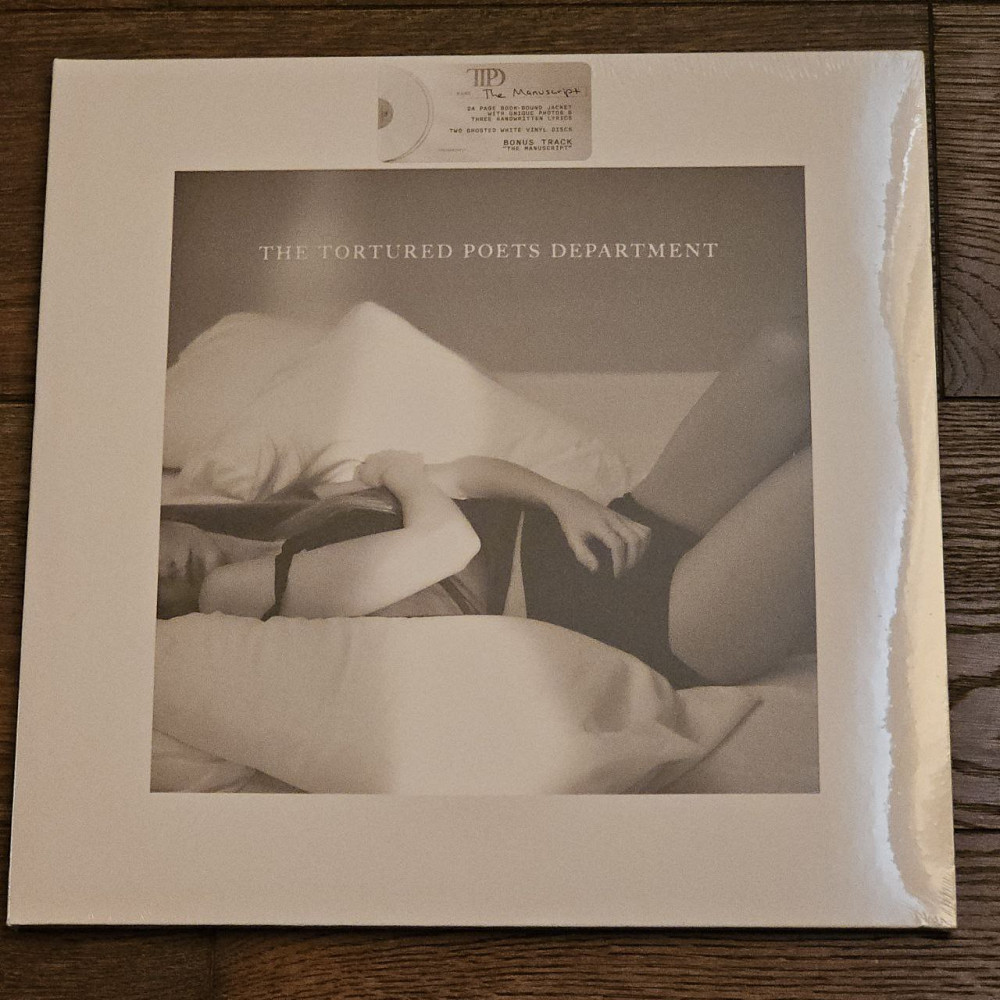 TTPD
The Manuscript
24 PAGE BOOK-BOUND JACKET
WITH UNIQUE PHOTOS &
THREE HANDWRITTEN LYRICS
TWO GHOSTED WHITE VINYL DISCS
BONUS TRACK
"THE MANUSCRIPT"
THE TORTURED POETS DEPARTMENT